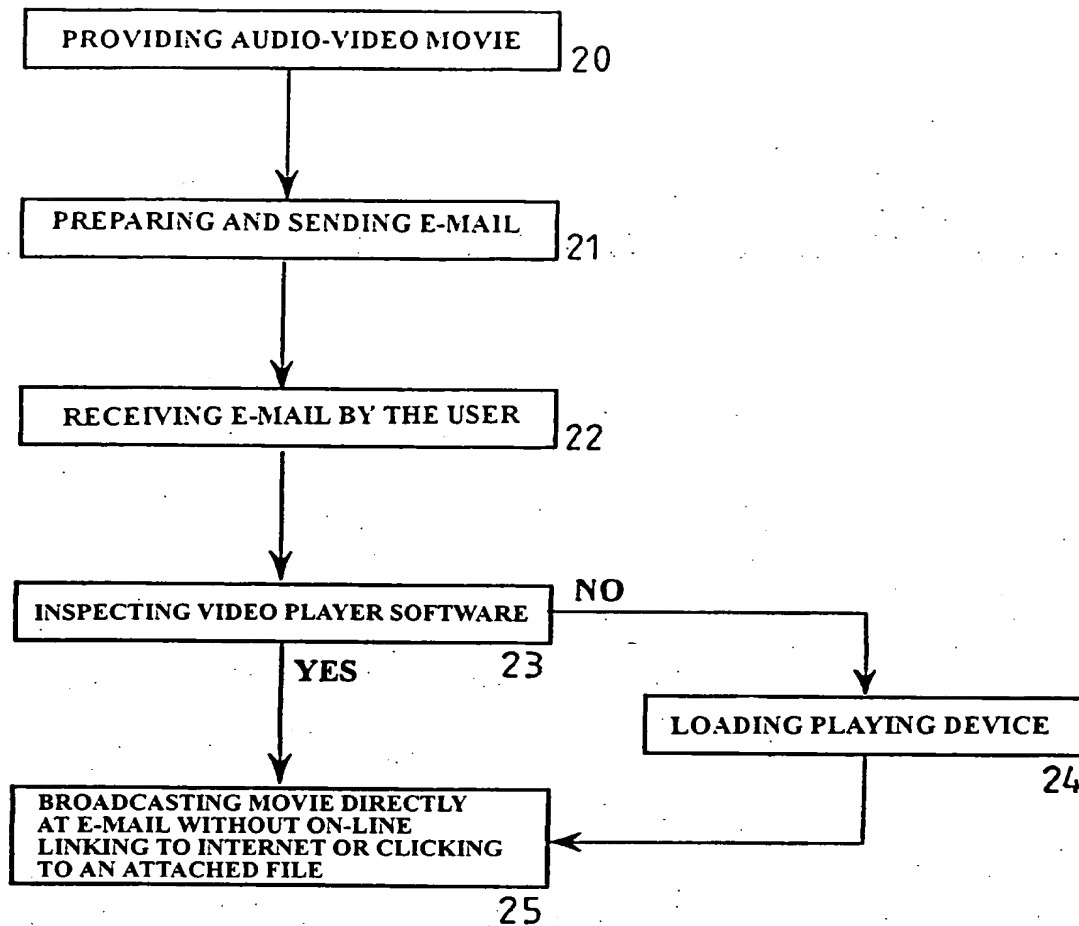 PROVIDING AUDIO-VIDEO MOVIE
20
PREPARING AND SENDING E-MAIL
21
RECEIVING E-MAIL BY THE USER
22
INSPECTING VIDEO PLAYER SOFTWARE
NO
23
YES
LOADING PLAYING DEVICE
24
BROADCASTING MOVIE DIRECTLY
AT E-MAIL WITHOUT ON-LINE
LINKING TO INTERNET OR CLICKING
TO AN ATTACHED FILE
25